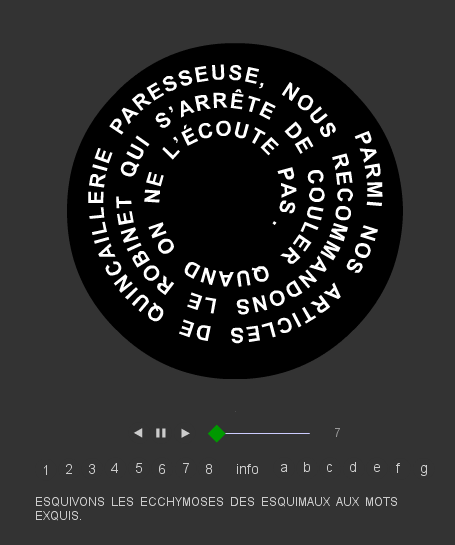 PARMI NOS ARTICLES DE QUINCAILLERIE PARESSEUSE, NOUS RECOMMANDONS LE ROBINET QUI S'ARRÊTE DE COULER QUAND ON NE L'ÉCOUTE PAS.
7
1 2 3 4 5 6 7 8 info a b c d e f g
ESQUIVONS LES ECCHYMOSES DES ESQUIMAUX AUX MOTS
EXQUIS.